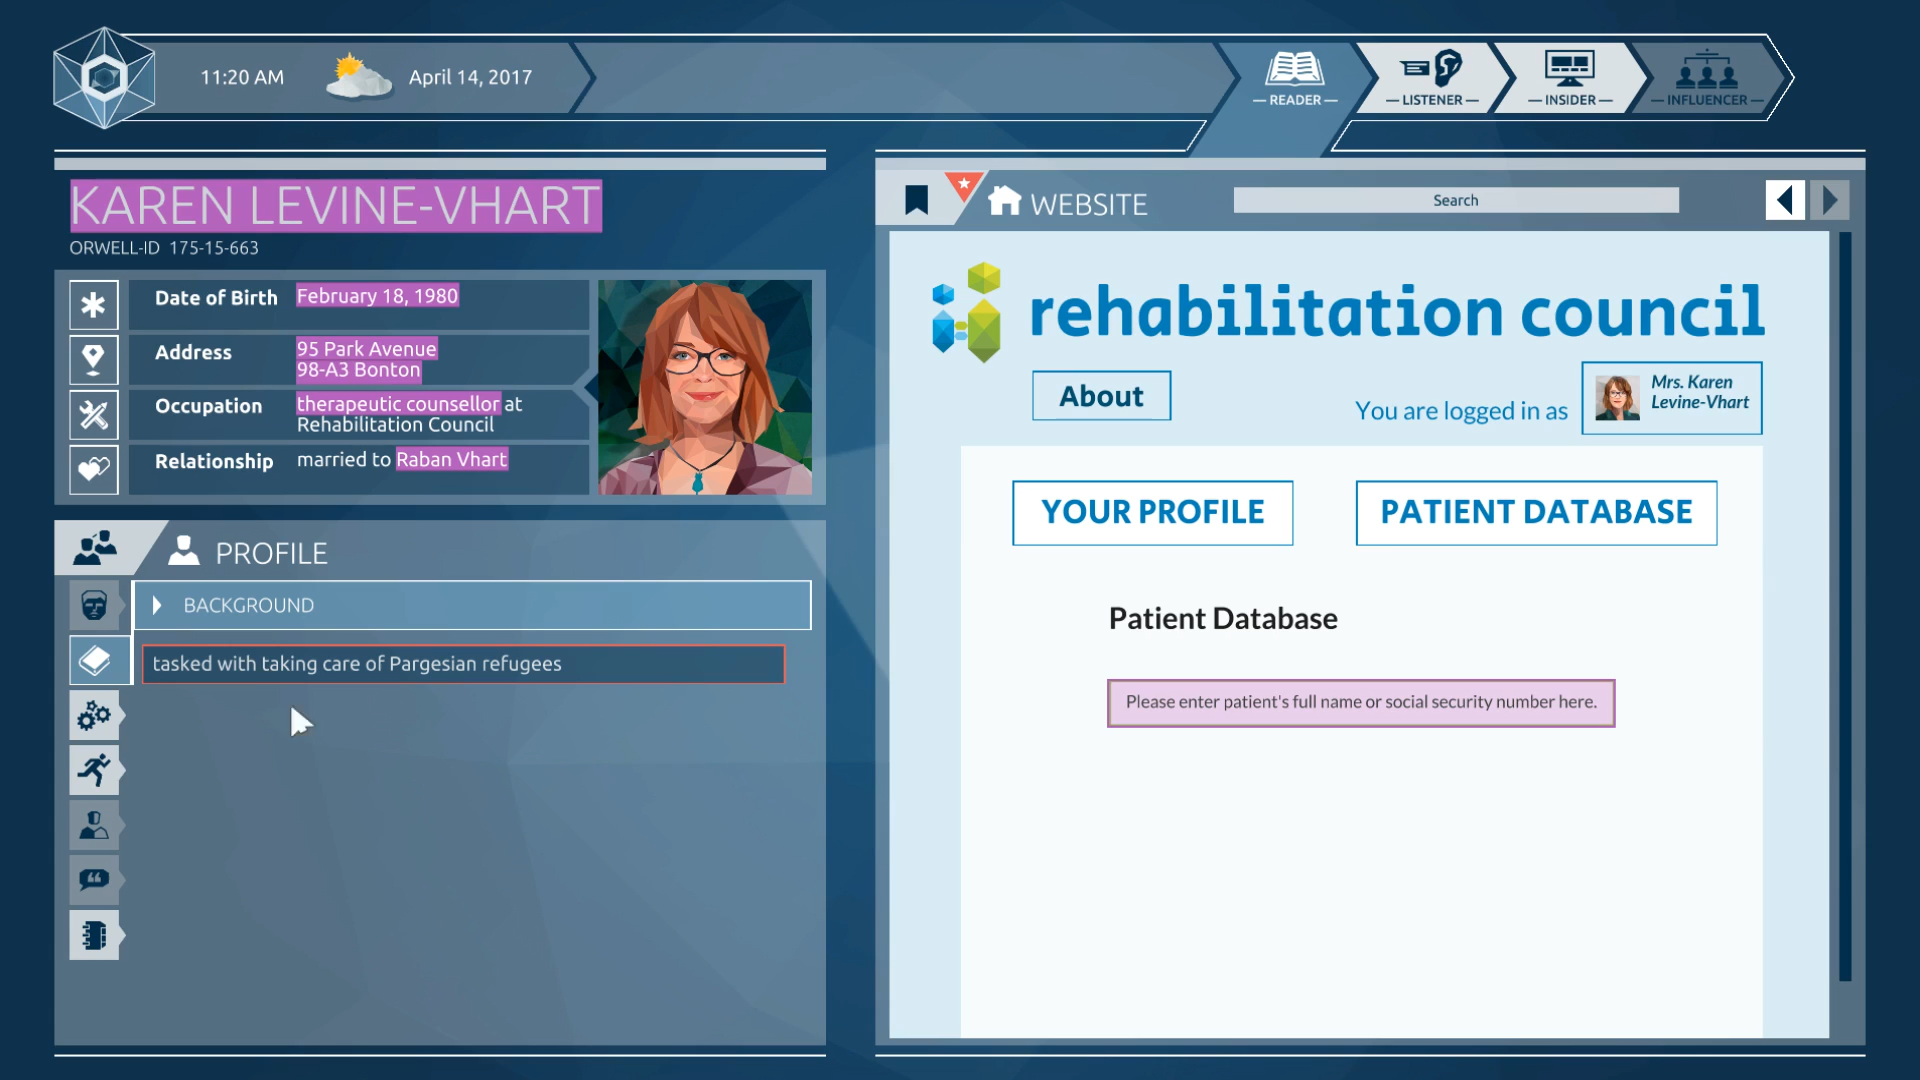 11:20 AM
April 14, 2017
— READER —
— LISTENER —
— INSIDER —
— INFLUENCER —
KAREN LEVINE-VHART
ORWELL-ID 175-15-663
Date of Birth February 18, 1980
Address 95 Park Avenue
98-A3 Bonton
Occupation therapeutic counsellor at
Rehabilitation Council
Relationship married to Raban Vhart
PROFILE
BACKGROUND
tasked with taking care of Pargesian refugees
WEBSITE
Search
rehabilitation council
About
You are logged in as
Mrs. Karen
Levine-Vhart
YOUR PROFILE
PATIENT DATABASE
Patient Database
Please enter patient's full name or social security number here.